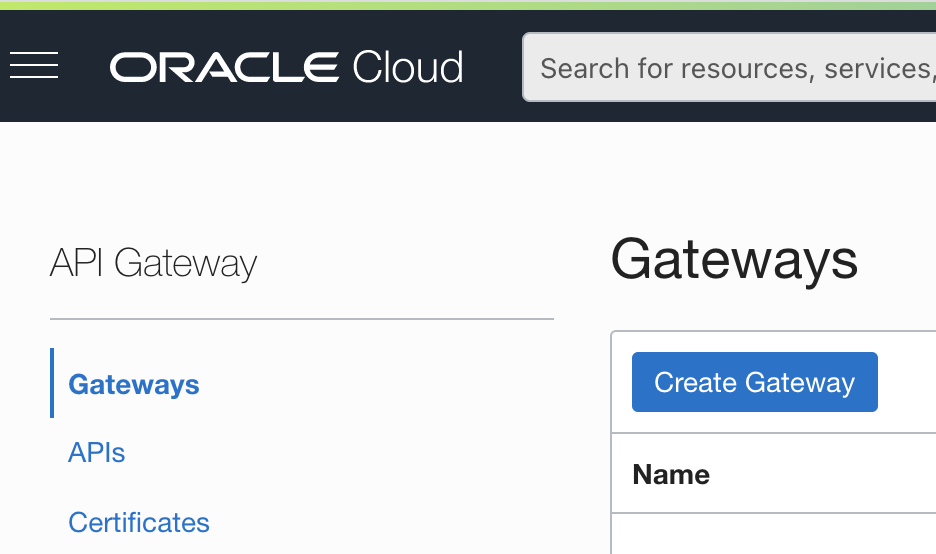 ORACLE Cloud
Search for resources, services,
API Gateway
Gateways
APIs
Certificates
Gateways
Create Gateway
Name